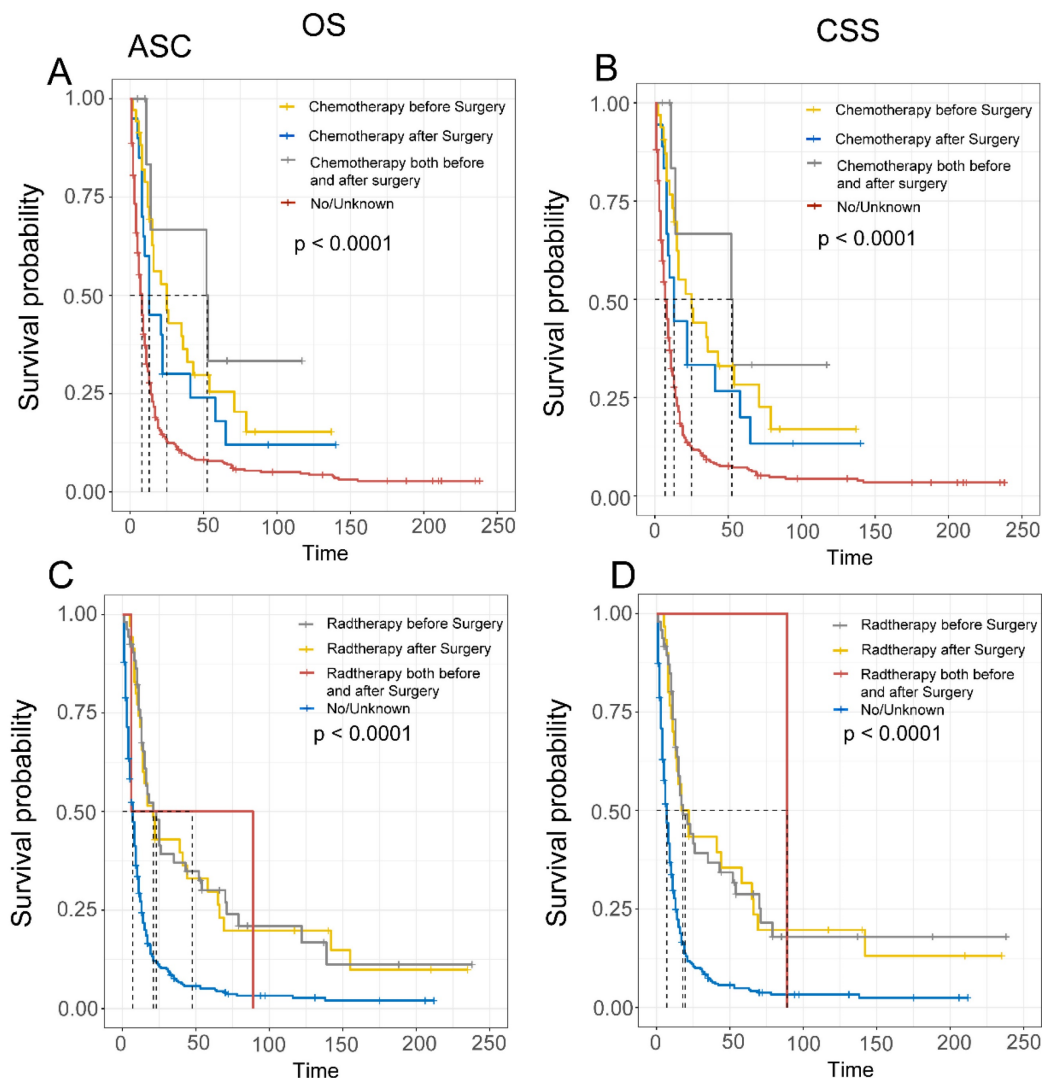 OS
CSS
ASC
A
Survival probability
1.00
0.75
0.50
0.25
0.00
Chemotherapy before Surgery
Chemotherapy after Surgery
Chemotherapy both before
and after surgery
No/Unknown
p < 0.0001
0 50 100 150 200 250
Time
B
Survival probability
1.00
0.75
0.50
0.25
0.00
Chemotherapy before Surgery
Chemotherapy after Surgery
Chemotherapy both before
and after surgery
No/Unknown
p < 0.0001
0 50 100 150 200 250
Time
C
Survival probability
1.00
0.75
0.50
0.25
0.00
Radtherapy before Surgery
Radtherapy after Surgery
Radtherapy both before
and after Surgery
No/Unknown
p < 0.0001
0 50 100 150 200 250
Time
D
Survival probability
1.00
0.75
0.50
0.25
0.00
Radtherapy before Surgery
Radtherapy after Surgery
Radtherapy both before
and after Surgery
No/Unknown
p < 0.0001
0 50 100 150 200 250
Time